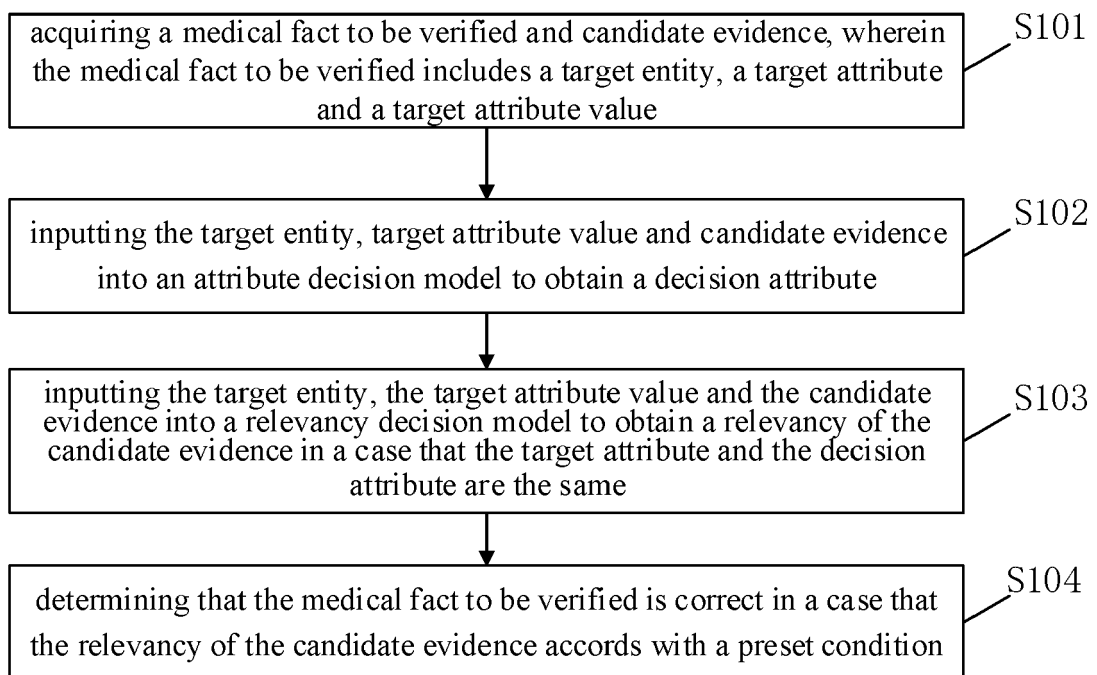 acquiring a medical fact to be verified and candidate evidence, wherein
the medical fact to be verified includes a target entity, a target attribute
and a target attribute value
S101
inputting the target entity, target attribute value and candidate evidence
into an attribute decision model to obtain a decision attribute
S102
inputting the target entity, the target attribute value and the candidate
evidence into a relevancy decision model to obtain a relevancy of the
candidate evidence in a case that the target attribute and the decision
attribute are the same
S103
determining that the medical fact to be verified is correct in a case that
the relevancy of the candidate evidence accords with a preset condition
S104